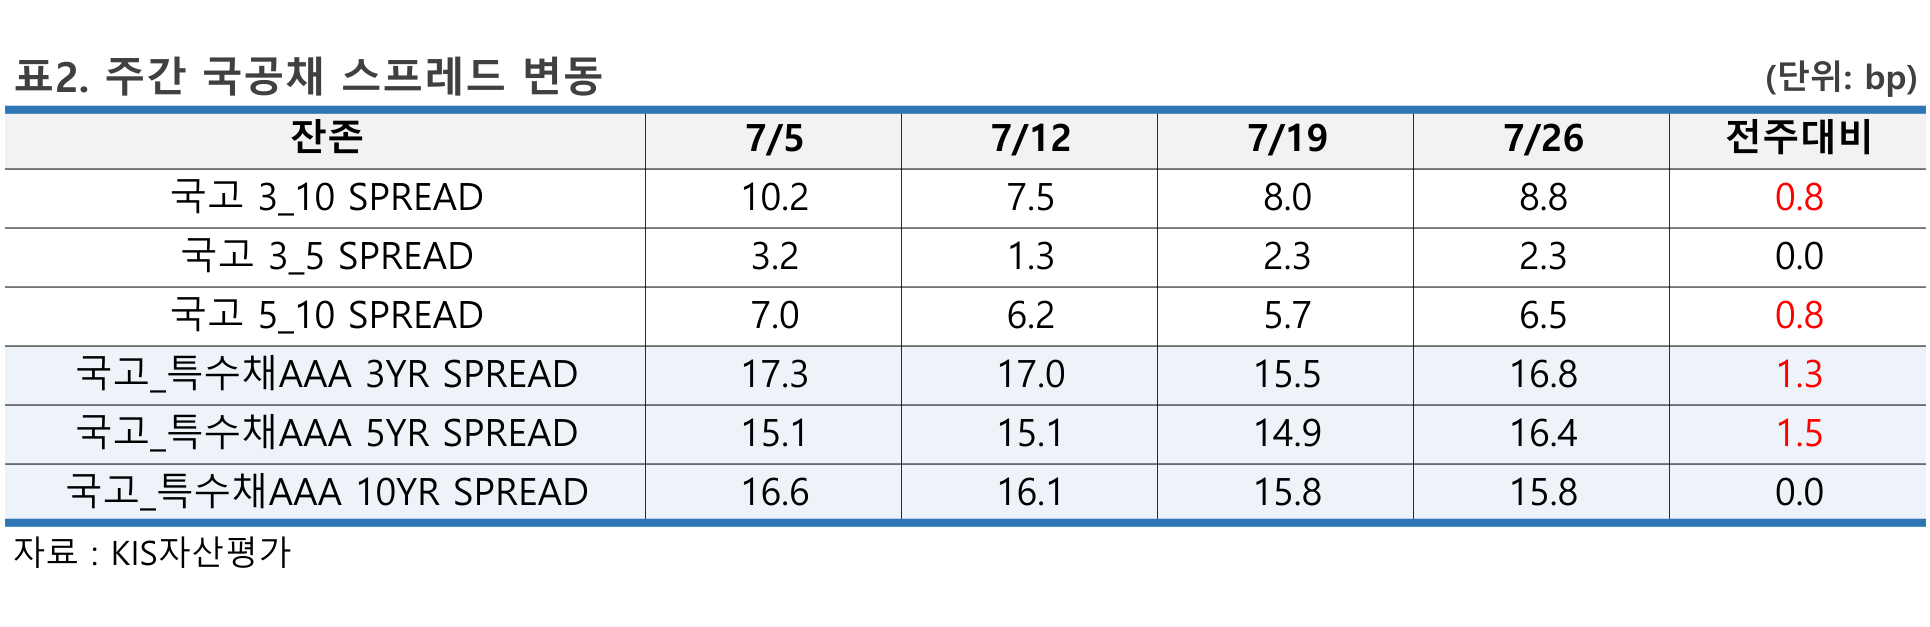 표2. 주간 국공채 스프레드 변동 (단위: bp)
잔존 7/5 7/12 7/19 7/26 전주대비
국고 3_10 SPREAD 10.2 7.5 8.0 8.8 0.8
국고 3_5 SPREAD 3.2 1.3 2.3 2.3 0.0
국고 5_10 SPREAD 7.0 6.2 5.7 6.5 0.8
국고_특수채AAA 3YR SPREAD 17.3 17.0 15.5 16.8 1.3
국고_특수채AAA 5YR SPREAD 15.1 15.1 14.9 16.4 1.5
국고_특수채AAA 10YR SPREAD 16.6 16.1 15.8 15.8 0.0
자료 : KIS자산평가